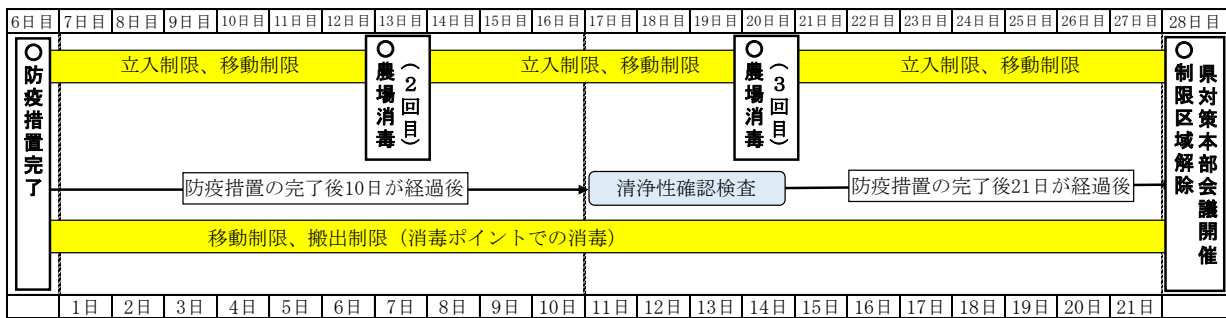 6日目 7日目 8日目 9日目 10日目 11日目 12日目 13日目 14日目 15日目 16日目 17日目 18日目 19日目 20日目 21日目 22日目 23日目 24日目 25日目 26日目 27日目 28日目
○防疫措置完了
立入制限、移動制限
○農場消毒
(2回目)
立入制限、移動制限
○農場消毒
(3回目)
立入制限、移動制限
県対策本部会議開催
○制限区域解除
防疫措置の完了後10日が経過後
清浄性確認検査
防疫措置の完了後21日が経過後
移動制限、搬出制限（消毒ポイントでの消毒）
1日 2日 3日 4日 5日 6日 7日 8日 9日 10日 11日 12日 13日 14日 15日 16日 17日 18日 19日 20日 21日